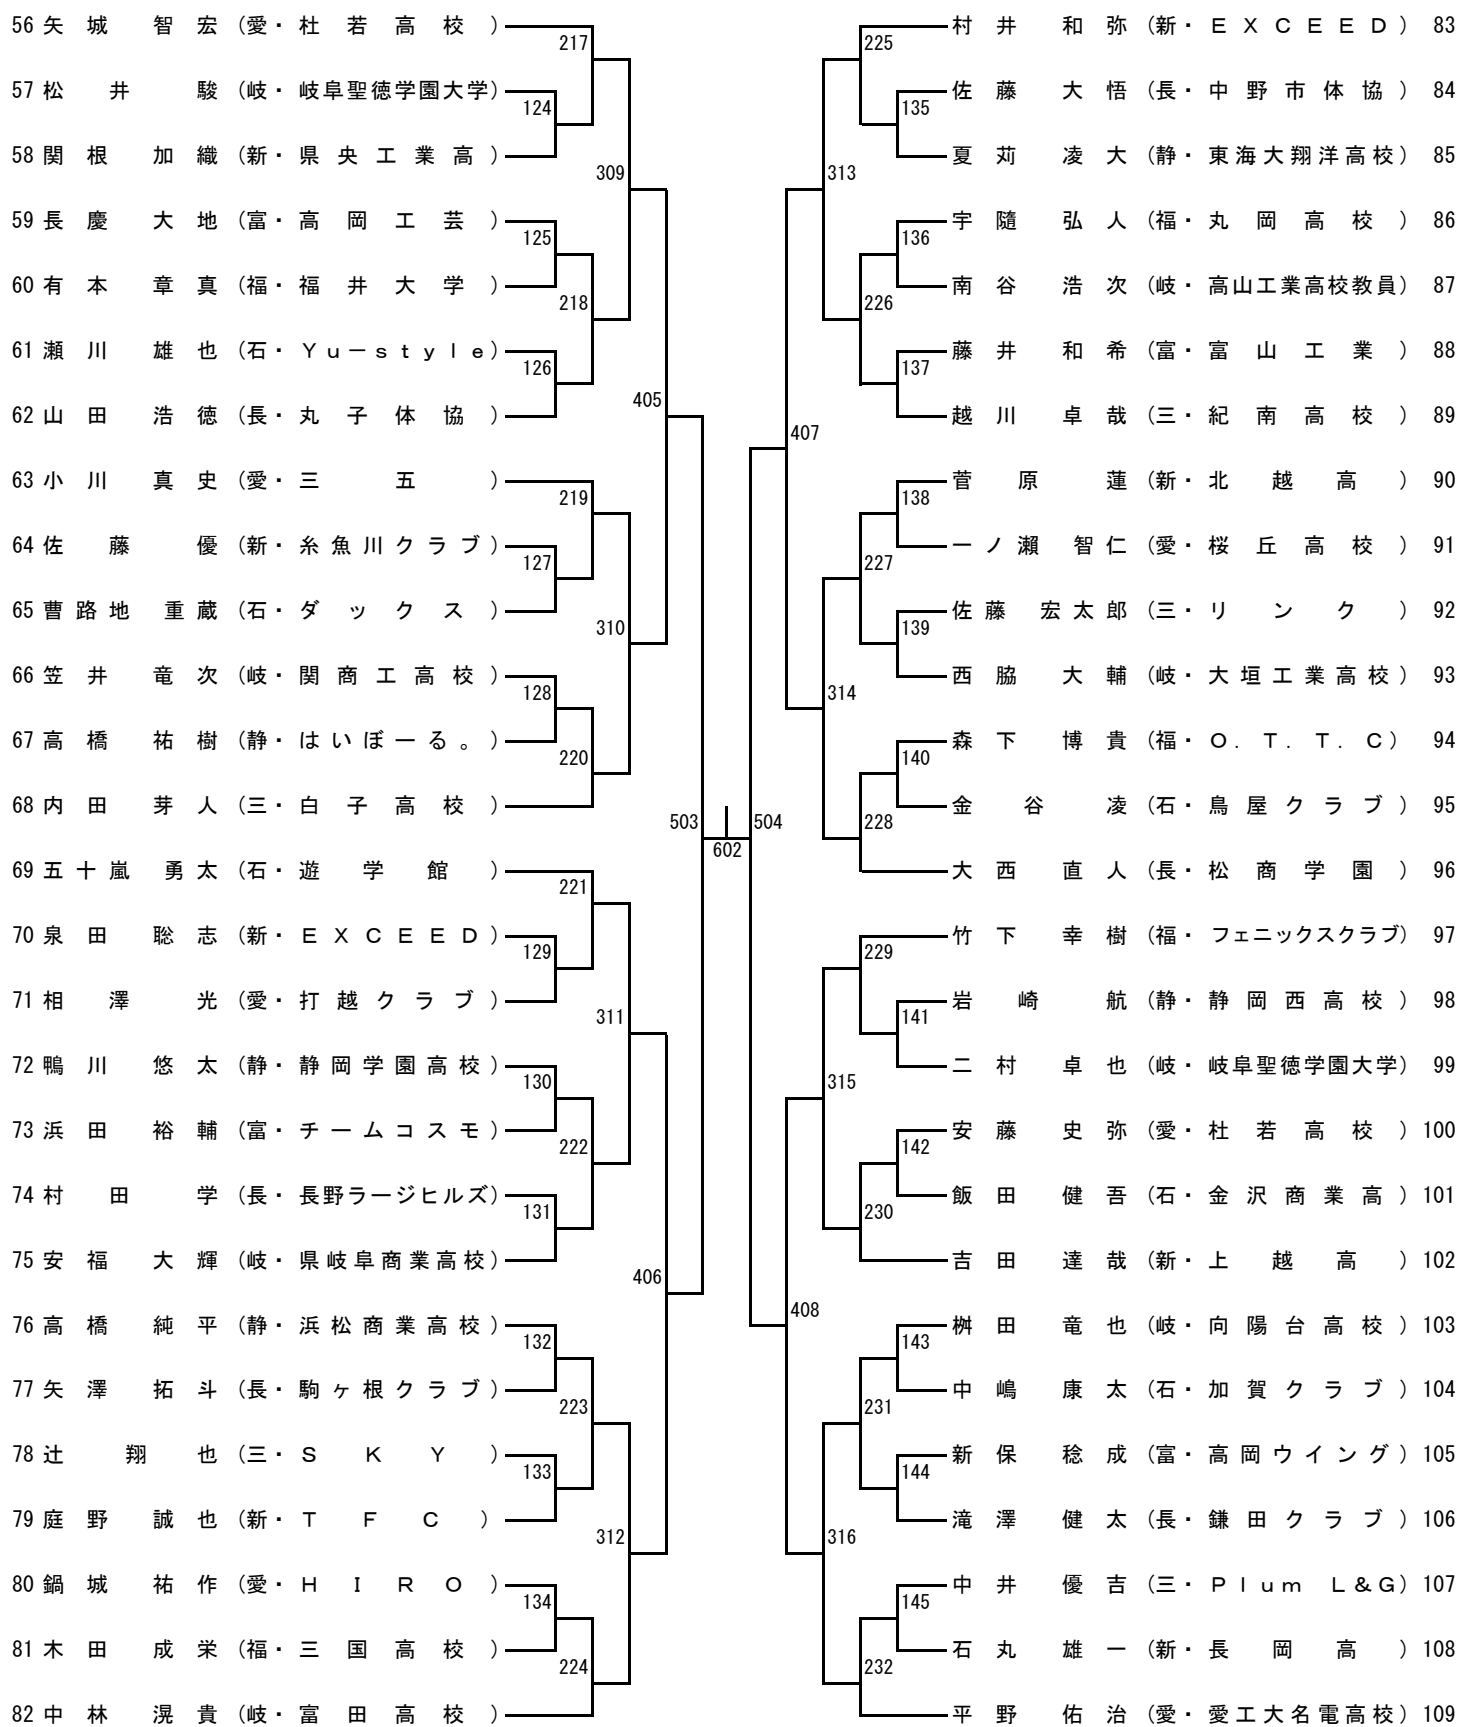 56 矢城 智宏 (愛・杜若高校)
217
57 松井 駿 (岐・岐阜聖徳学園大学)
124
58 関根 加織 (新・県央工業高)
309
59 長慶 大地 (富・高岡工芸)
125
60 有本 章真 (福・福井大学)
218
61 瀬川 雄也 (石・Yu－style)
126
62 山田 浩徳 (長・丸子体協)
405
63 小川 真史 (愛・三五)
219
64 佐藤 優 (新・糸魚川クラブ)
127
65 曹路地 重蔵 (石・ダックス)
310
66 笠井 竜次 (岐・関商工高校)
128
67 高橋 祐樹 (静・はいぼーる。)
220
68 内田 芽人 (三・白子高校)
503
69 五十嵐 勇太 (石・遊学館)
221
70 泉田 聡志 (新・EXCEED)
129
71 相澤 光 (愛・打越クラブ)
311
72 鴨川 悠太 (静・静岡学園高校)
130
73 浜田 裕輔 (富・チームコスモ)
222
74 村田 学 (長・長野ラージヒルズ)
131
75 安福 大輝 (岐・県岐阜商業高校)
406
76 高橋 純平 (静・浜松商業高校)
132
77 矢澤 拓斗 (長・駒ヶ根クラブ)
223
78 辻 翔也 (三・SKY)
133
79 庭野 誠也 (新・TFC)
312
80 鍋城 祐作 (愛・HIRO)
134
81 木田 成栄 (福・三国高校)
224
82 中林 滉貴 (岐・富田高校)
602
村井 和弥 (新・EXCEED) 83
225
佐藤 大悟 (長・中野市体協) 84
135
夏苅 凌大 (静・東海大翔洋高校) 85
313
宇隨 弘人 (福・丸岡高校) 86
136
南谷 浩次 (岐・高山工業高校教員) 87
226
藤井 和希 (富・富山工業) 88
137
越川 卓哉 (三・紀南高校) 89
407
菅原 蓮 (新・北越高) 90
138
一ノ瀬 智仁 (愛・桜丘高校) 91
227
佐藤 宏太郎 (三・リンク) 92
139
西脇 大輔 (岐・大垣工業高校) 93
314
森下 博貴 (福・O．T．T．C) 94
140
金谷 凌 (石・鳥屋クラブ) 95
228
504
大西 直人 (長・松商学園) 96
竹下 幸樹 (福・フェニックスクラブ) 97
229
岩崎 航 (静・静岡西高校) 98
141
二村 卓也 (岐・岐阜聖徳学園大学) 99
315
安藤 史弥 (愛・杜若高校) 100
142
飯田 健吾 (石・金沢商業高) 101
230
吉田 達哉 (新・上越高) 102
408
桝田 竜也 (岐・向陽台高校) 103
143
中嶋 康太 (石・加賀クラブ) 104
231
新保 稔成 (富・高岡ウイング) 105
144
滝澤 健太 (長・鎌田クラブ) 106
316
中井 優吉 (三・Plum L&G) 107
145
石丸 雄一 (新・長岡高) 108
232
平野 佑治 (愛・愛工大名電高校) 109